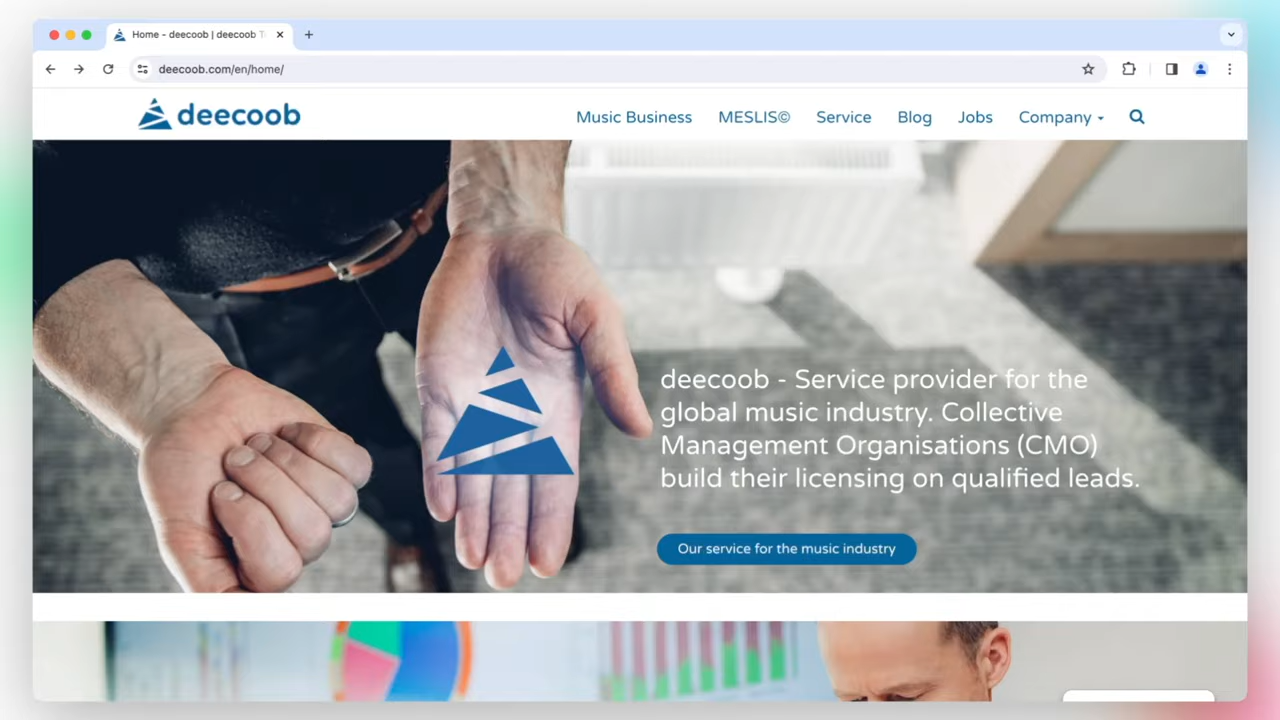 Home - deecoob | deecoob
deecoob.com/en/home/
deecoob
Music Business
MESLIS©
Service
Blog
Jobs
Company
deecoob - Service provider for the
global music industry. Collective
Management Organisations (CMO)
build their licensing on qualified leads.
Our service for the music industry